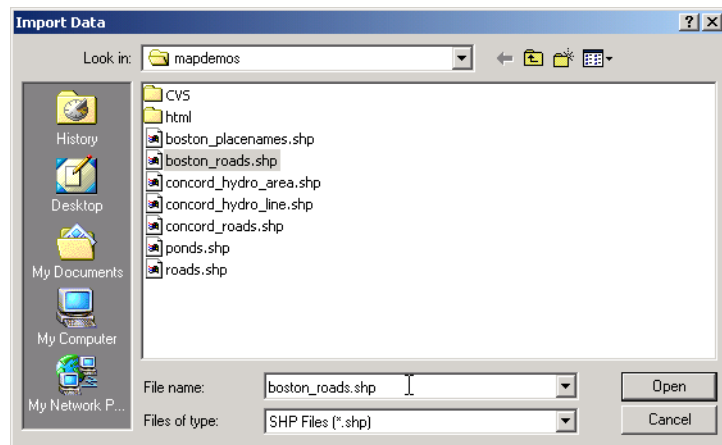 Import Data
Look in: mapdemos
CVS
html
boston_placenames.shp
boston_roads.shp
concord_hydro_area.shp
concord_hydro_line.shp
concord_roads.shp
ponds.shp
roads.shp
History
Desktop
My Documents
My Computer
My Network P...
File name: boston_roads.shp Open
Files of type: SHP Files (*.shp) Cancel